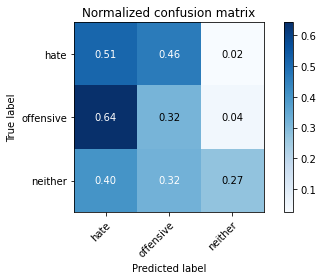 Normalized confusion matrix
True label
hate
0.51 0.46 0.02
offensive
0.64 0.32 0.04
neither
0.40 0.32 0.27
hate offensive neither
Predicted label
0.6
0.5
0.4
0.3
0.2
0.1